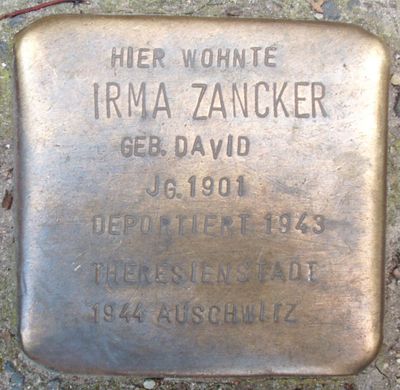 HIER WOHNTE
IRMA ZANCKER
GEB. DAVID
JG. 1901
DEPORTIERT 1943
THERESIENSTADT
1944 AUSCHWITZ